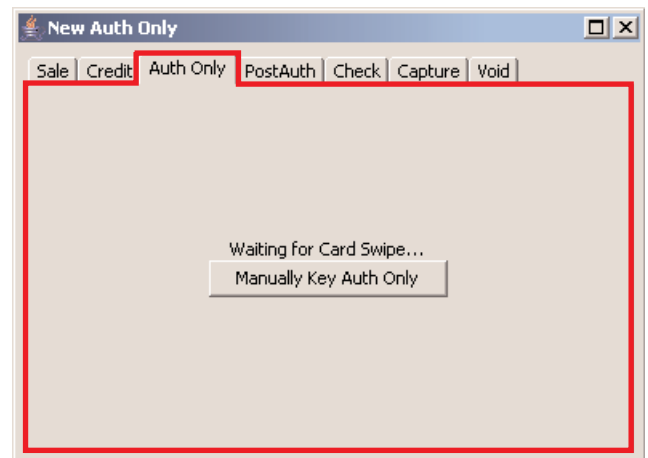 New Auth Only
Sale Credit Auth Only PostAuth Check Capture Void
Waiting for Card Swipe...
Manually Key Auth Only